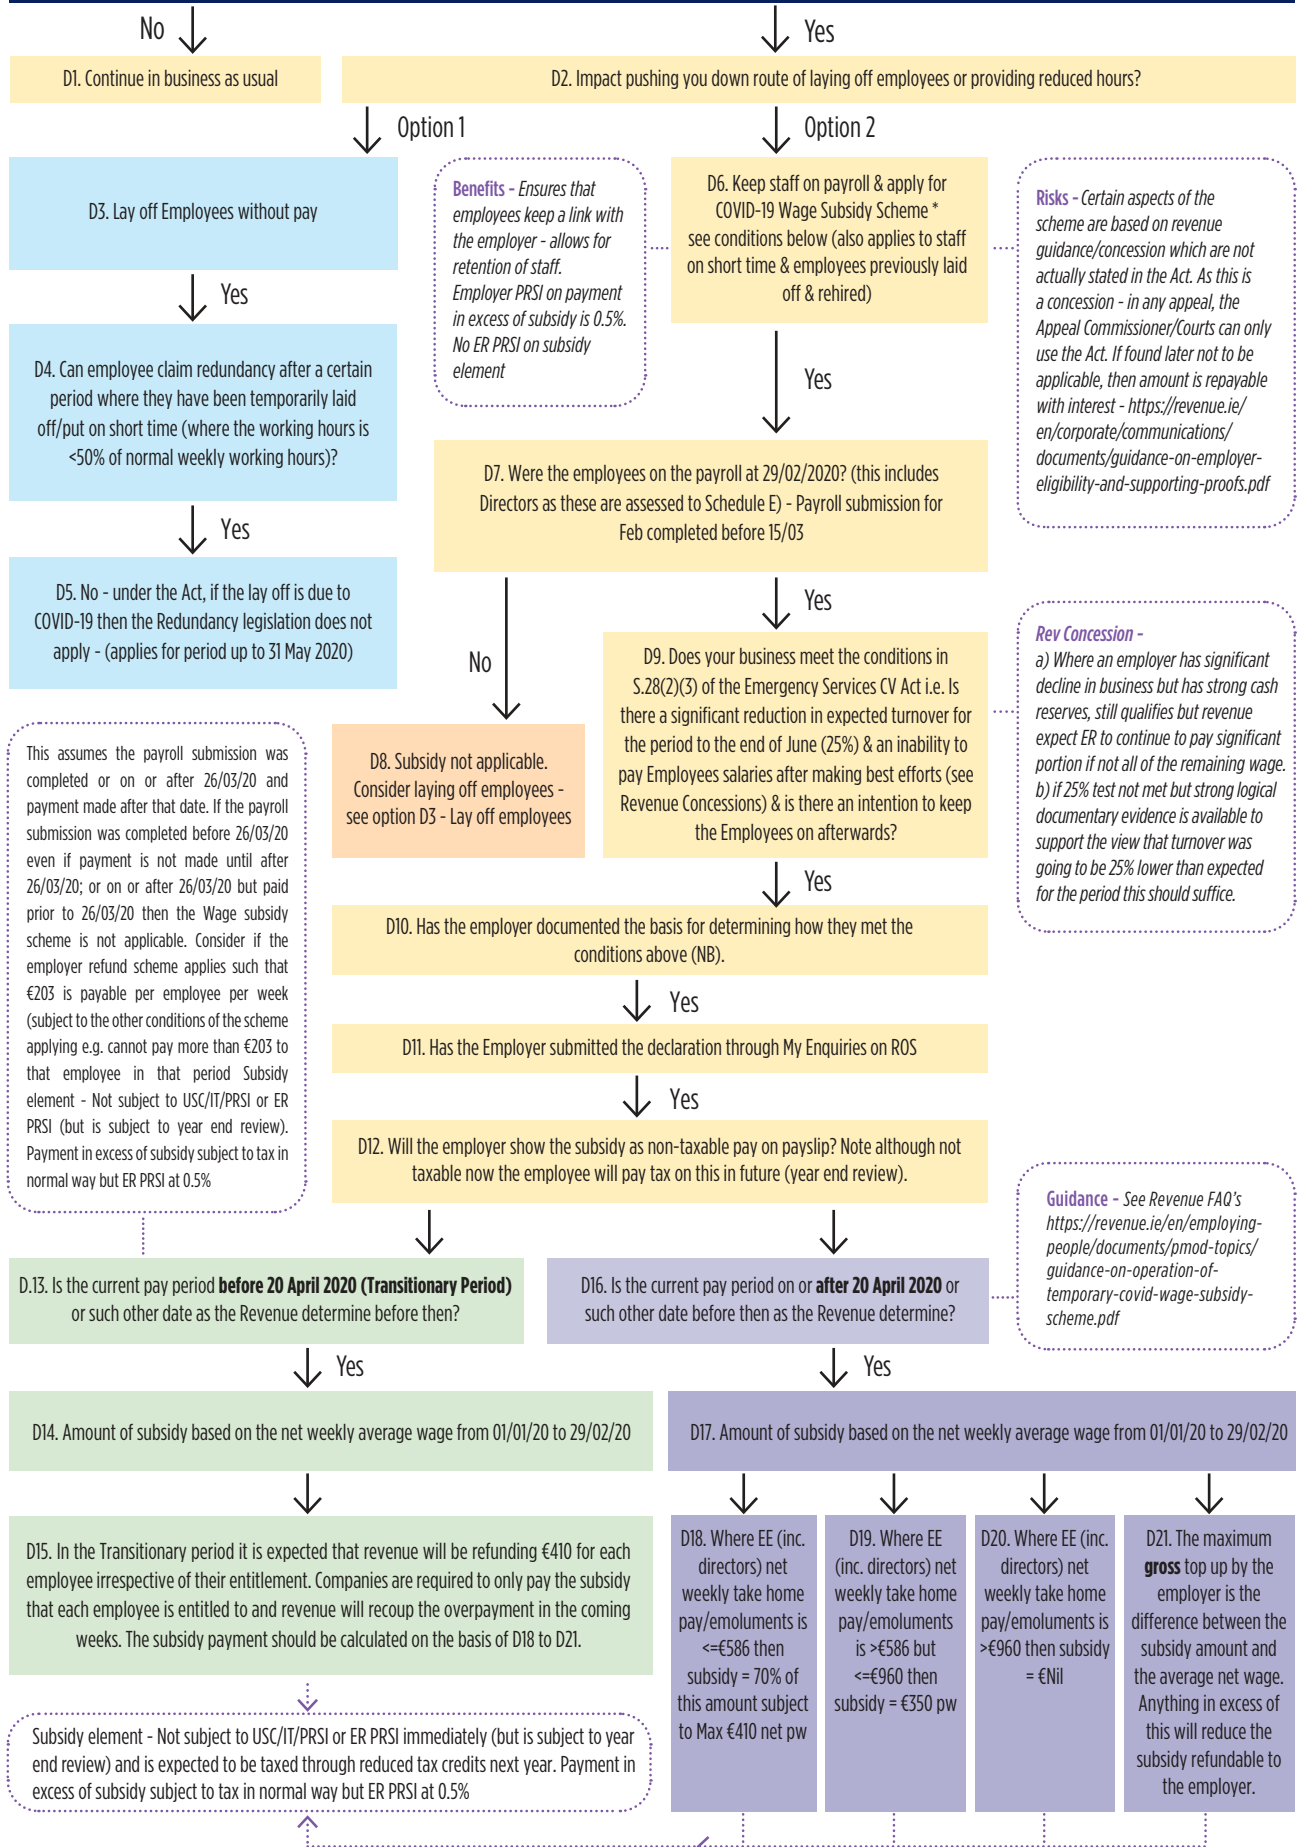 No
Yes
D1. Continue in business as usual
D2. Impact pushing you down route of laying off employees or providing reduced hours?
Option 1
Option 2
D3. Lay off Employees without pay
Yes
D4. Can employee claim redundancy after a certain
period where they have been temporarily laid
off/put on short time (where the working hours is
<50% of normal weekly working hours)?
Yes
D5. No - under the Act, if the lay off is due to
COVID-19 then the Redundancy legislation does not
apply - (applies for period up to 31 May 2020)
Benefits - Ensures that
employees keep a link with
the employer - allows for
retention of staff.
Employer PRSI on payment
in excess of subsidy is 0.5%.
No ER PRSI on subsidy
element
D6. Keep staff on payroll & apply for
COVID-19 Wage Subsidy Scheme *
see conditions below (also applies to staff
on short time & employees previously laid
off & rehired)
Risks - Certain aspects of the
scheme are based on revenue
guidance/concession which are not
actually stated in the Act. As this is
a concession - in any appeal, the
Appeal Commissioner/Courts can only
use the Act. If found later not to be
applicable, then amount is repayable
with interest - https://revenue.ie/
en/corporate/communications/
documents/guidance-on-employer-
eligibility-and-supporting-proofs.pdf
Yes
D7. Were the employees on the payroll at 29/02/2020? (this includes
Directors as these are assessed to Schedule E) - Payroll submission for
Feb completed before 15/03
No
Yes
D8. Subsidy not applicable.
Consider laying off employees -
see option D3 - Lay off employees
D9. Does your business meet the conditions in
S.28(2)(3) of the Emergency Services CV Act i.e. Is
there a significant reduction in expected turnover for
the period to the end of June (25%) & an inability to
pay Employees salaries after making best efforts (see
Revenue Concessions) & is there an intention to keep
the Employees on afterwards?
Rev Concession -
a) Where an employer has significant
decline in business but has strong cash
reserves, still qualifies but revenue
expect ER to continue to pay significant
portion if not all of the remaining wage.
b) if 25% test not met but strong logical
documentary evidence is available to
support the view that turnover was
going to be 25% lower than expected
for the period this should suffice.
Yes
D10. Has the employer documented the basis for determining how they met the
conditions above (NB).
Yes
D11. Has the Employer submitted the declaration through My Enquiries on ROS
Yes
D12. Will the employer show the subsidy as non-taxable pay on payslip? Note although not
taxable now the employee will pay tax on this in future (year end review).
This assumes the payroll submission was
completed or on or after 26/03/20 and
payment made after that date. If the payroll
submission was completed before 26/03/20
even if payment is not made until after
26/03/20; or on or after 26/03/20 but paid
prior to 26/03/20 then the Wage subsidy
scheme is not applicable. Consider if the
employer refund scheme applies such that
€203 is payable per employee per week
(subject to the other conditions of the scheme
applying e.g. cannot pay more than €203 to
that employee in that period Subsidy
element - Not subject to USC/IT/PRSI or ER
PRSI (but is subject to year end review).
Payment in excess of subsidy subject to tax in
normal way but ER PRSI at 0.5%
Guidance - See Revenue FAQ's
https://revenue.ie/en/employing-
people/documents/pmod-topics/
guidance-on-operation-of-
temporary-covid-wage-subsidy-
scheme.pdf
D.13. Is the current pay period before 20 April 2020 (Transitionary Period)
or such other date as the Revenue determine before then?
D16. Is the current pay period on or after 20 April 2020 or
such other date before then as the Revenue determine?
Yes
Yes
D14. Amount of subsidy based on the net weekly average wage from 01/01/20 to 29/02/20
D17. Amount of subsidy based on the net weekly average wage from 01/01/20 to 29/02/20
D15. In the Transitionary period it is expected that revenue will be refunding €410 for each
employee irrespective of their entitlement. Companies are required to only pay the subsidy
that each employee is entitled to and revenue will recoup the overpayment in the coming
weeks. The subsidy payment should be calculated on the basis of D18 to D21.
D18. Where EE (inc.
directors) net
weekly take home
pay/emoluments is
<=€586 then
subsidy = 70% of
this amount subject
to Max €410 net pw
D19. Where EE
(inc. directors) net
weekly take home
pay/emoluments
is >€586 but
<=€960 then
subsidy = €350 pw
D20. Where EE (inc.
directors) net
weekly take home
pay/emoluments is
>€960 then subsidy
= €Nil
D21. The maximum
gross top up by the
employer is the
difference between the
subsidy amount and
the average net wage.
Anything in excess of
this will reduce the
subsidy refundable to
the employer.
Subsidy element - Not subject to USC/IT/PRSI or ER PRSI immediately (but is subject to year
end review) and is expected to be taxed through reduced tax credits next year. Payment in
excess of subsidy subject to tax in normal way but ER PRSI at 0.5%